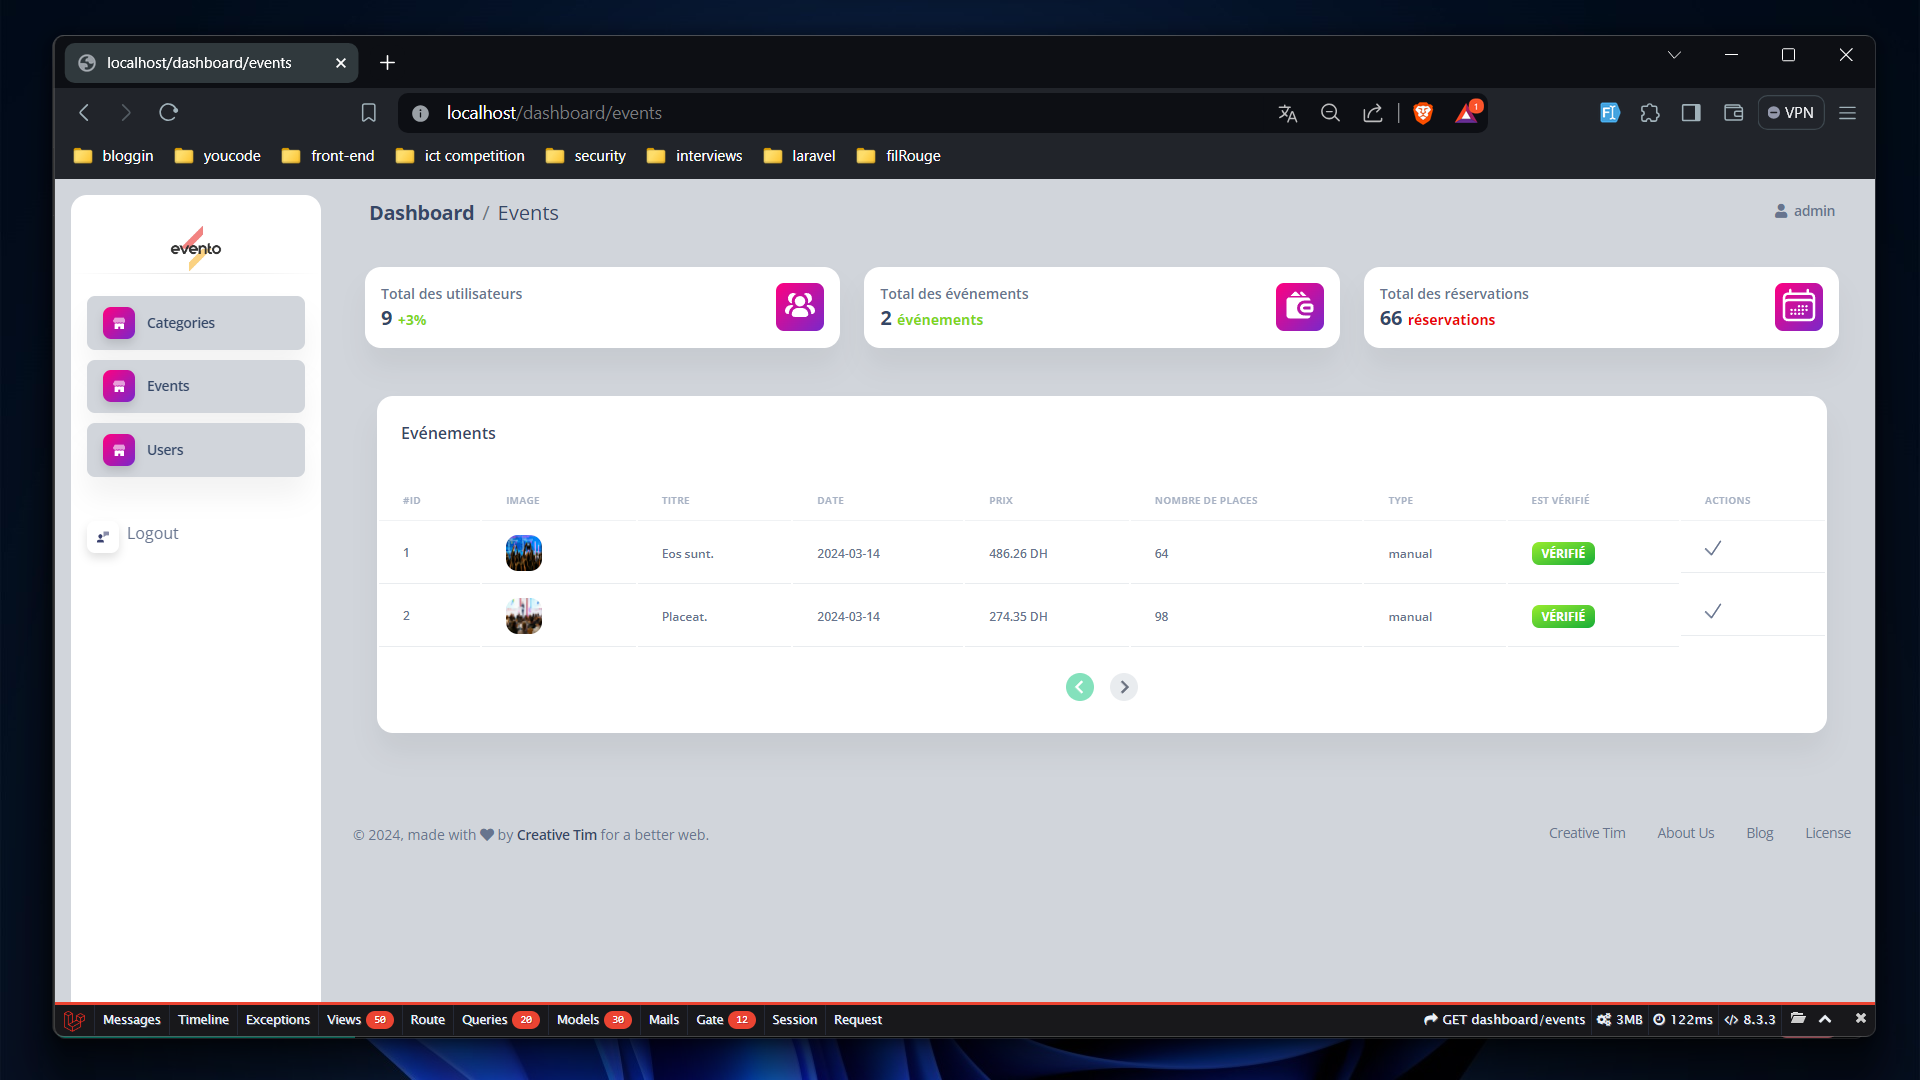 localhost/dashboard/events
localhost/dashboard/events
1
VPN
bloggin youcode front-end ict competition security interviews laravel filRouge
evento
Categories
Events
Users
Logout
Dashboard / Events
admin
Total des utilisateurs
9 +3%
Total des événements
2 événements
Total des réservations
66 réservations
Evénements
#ID IMAGE TITRE DATE PRIX NOMBRE DE PLACES TYPE EST VÉRIFIÉ ACTIONS
1 Eos sunt. 2024-03-14 486.26 DH 64 manual VÉRIFIÉ
2 Placeat. 2024-03-14 274.35 DH 98 manual VÉRIFIÉ
© 2024, made with by Creative Tim for a better web.
Creative Tim About Us Blog License
Messages Timeline Exceptions Views 50 Route Queries 20 Models 30 Mails Gate 12 Session Request GET dashboard/events 3MB 122ms 8.3.3